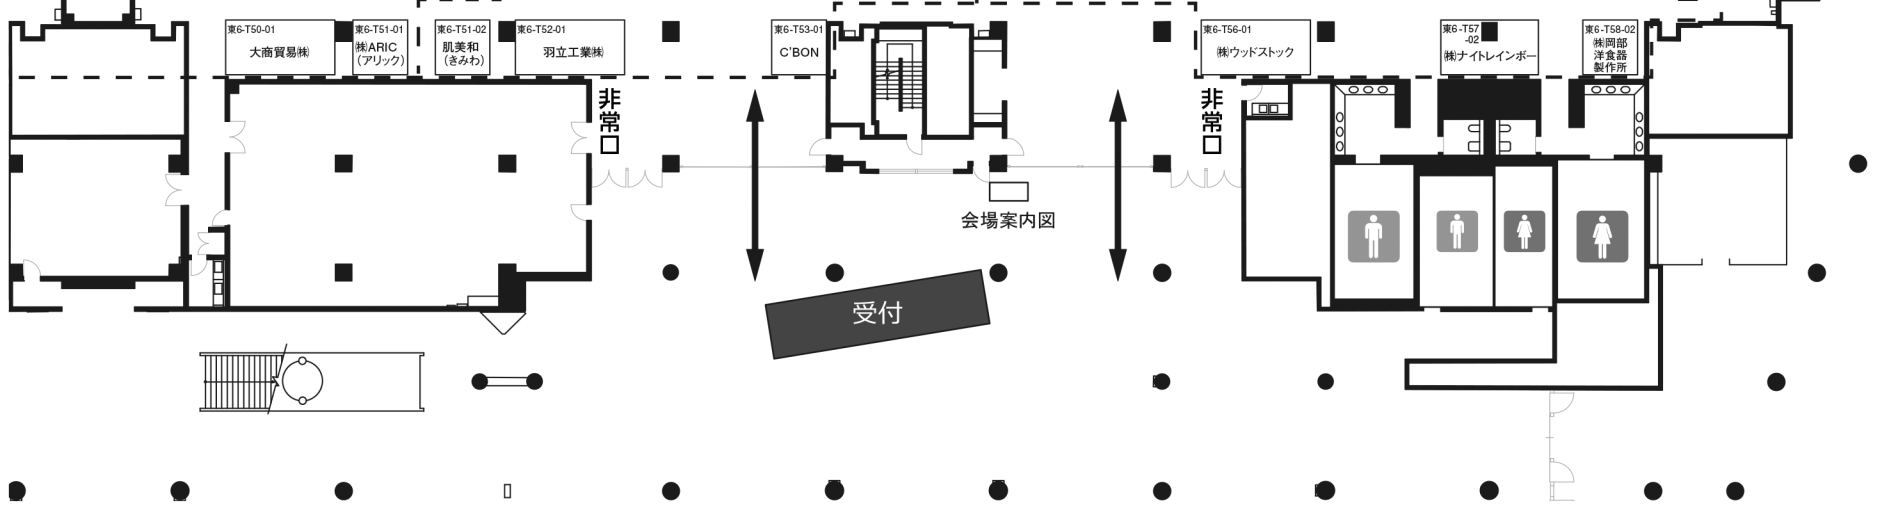 東6-T50-01
大商貿易㈱
東6-T51-01
㈱ARIC
（アリック）
東6-T51-02
肌美和
（きみわ）
東6-T52-01
羽立工業㈱
東6-T53-01
C'BON
東6-T56-01
㈱ウッドストック
東6-T57
-02
㈱ナイトレインボー
東6-T58-02
㈱岡部
洋食器
製作所
非常口
非常口
会場案内図
受付